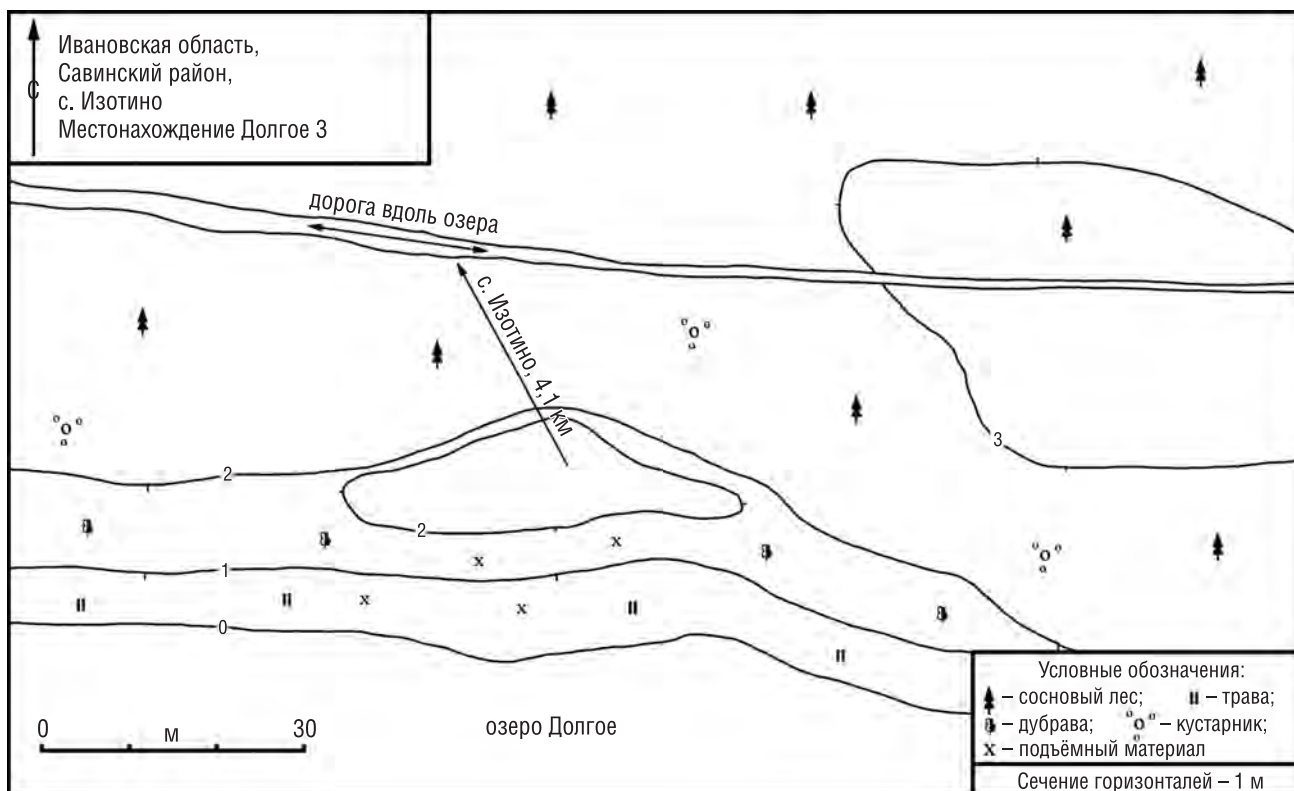 С
Ивановская область,
Савинский район,
с. Изотино
Местонахождение Долгое 3
дорога вдоль озера
с. Изотино, 4,1 км
3
2
2
1
0
0 30
м
озеро Долгое
Условные обозначения:
– сосновый лес; – трава;
– дубрава; – кустарник;
x – подъёмный материал
Сечение горизонталей – 1 м